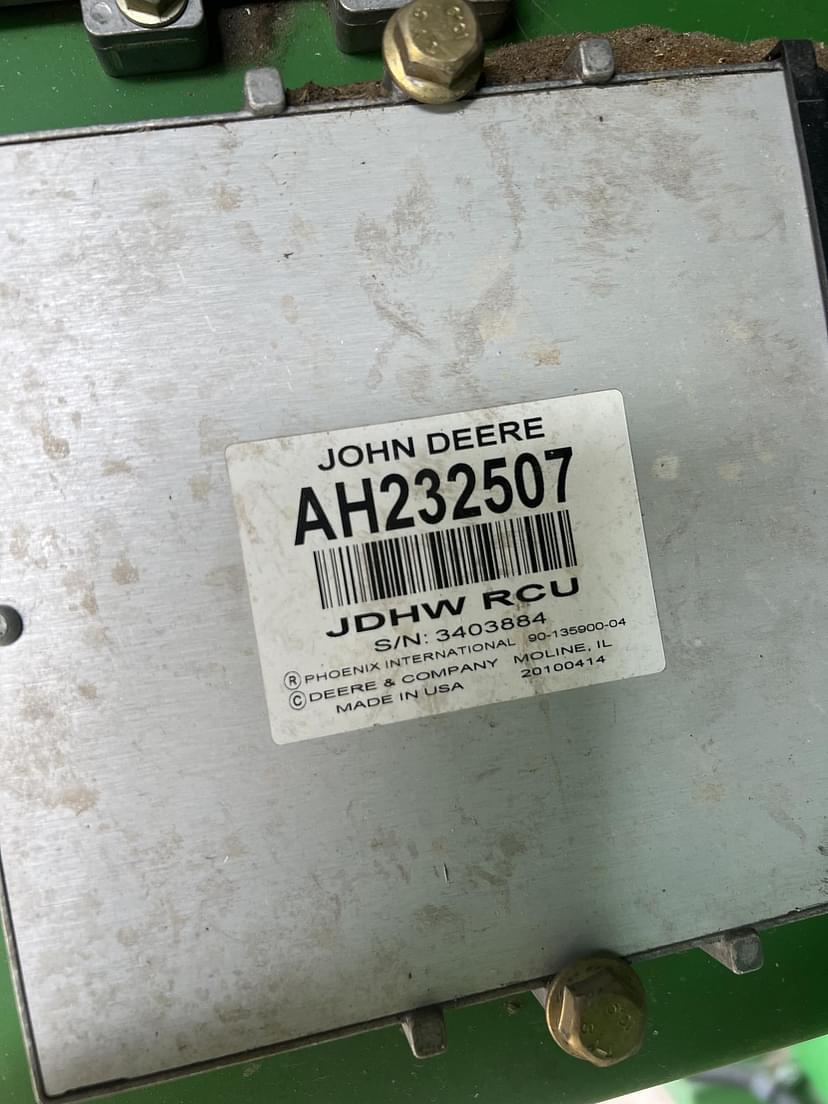 JOHN DEERE
AH232507
JDHW RCU
S/N: 3403884
Ⓡ PHOENIX INTERNATIONAL 90-135900-04
Ⓒ DEERE & COMPANY MOLINE, IL
MADE IN USA 20100414